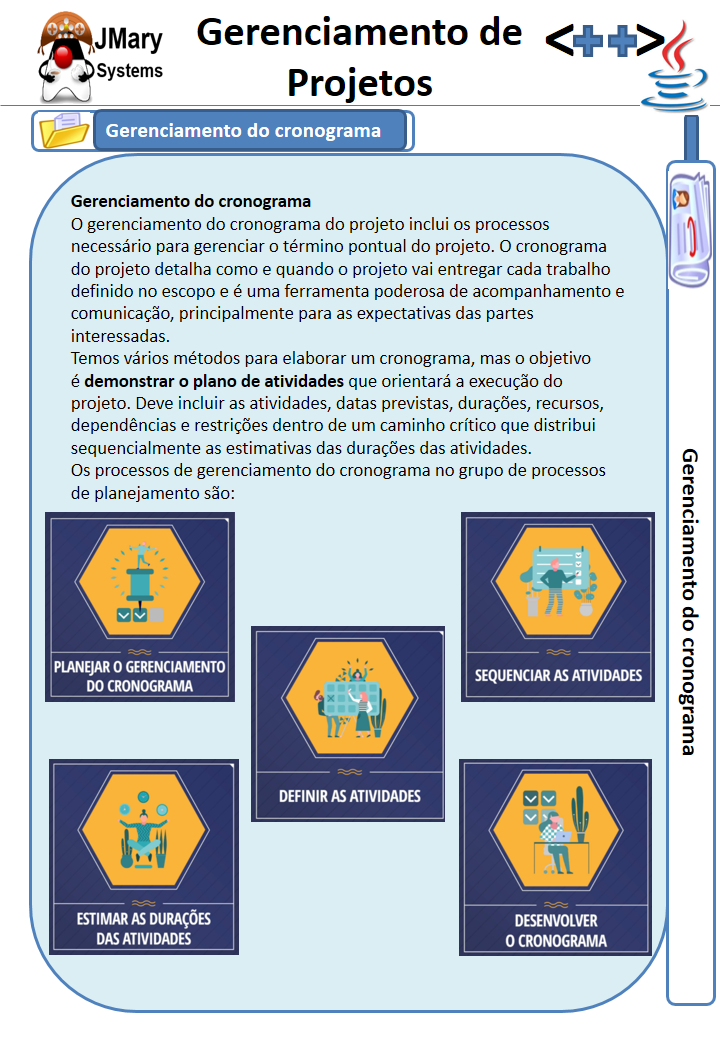 JMary
Systems
Gerenciamento de
Projetos
<++>
Gerenciamento do cronograma
Gerenciamento do cronograma
O gerenciamento do cronograma do projeto inclui os processos
necessário para gerenciar o término pontual do projeto. O cronograma
do projeto detalha como e quando o projeto vai entregar cada trabalho
definido no escopo e é uma ferramenta poderosa de acompanhamento e
comunicação, principalmente para as expectativas das partes
interessadas.
Temos vários métodos para elaborar um cronograma, mas o objetivo
é demonstrar o plano de atividades que orientará a execução do
projeto. Deve incluir as atividades, datas previstas, durações, recursos,
dependências e restrições dentro de um caminho crítico que distribui
sequencialmente as estimativas das durações das atividades.
Os processos de gerenciamento do cronograma no grupo de processos
de planejamento são:
PLANEJAR O GERENCIAMENTO
DO CRONOGRAMA
SEQUENCIAR AS ATIVIDADES
DEFINIR AS ATIVIDADES
ESTIMAR AS DURAÇÕES
DAS ATIVIDADES
DESENVOLVER
O CRONOGRAMA
Gerenciamento do cronograma